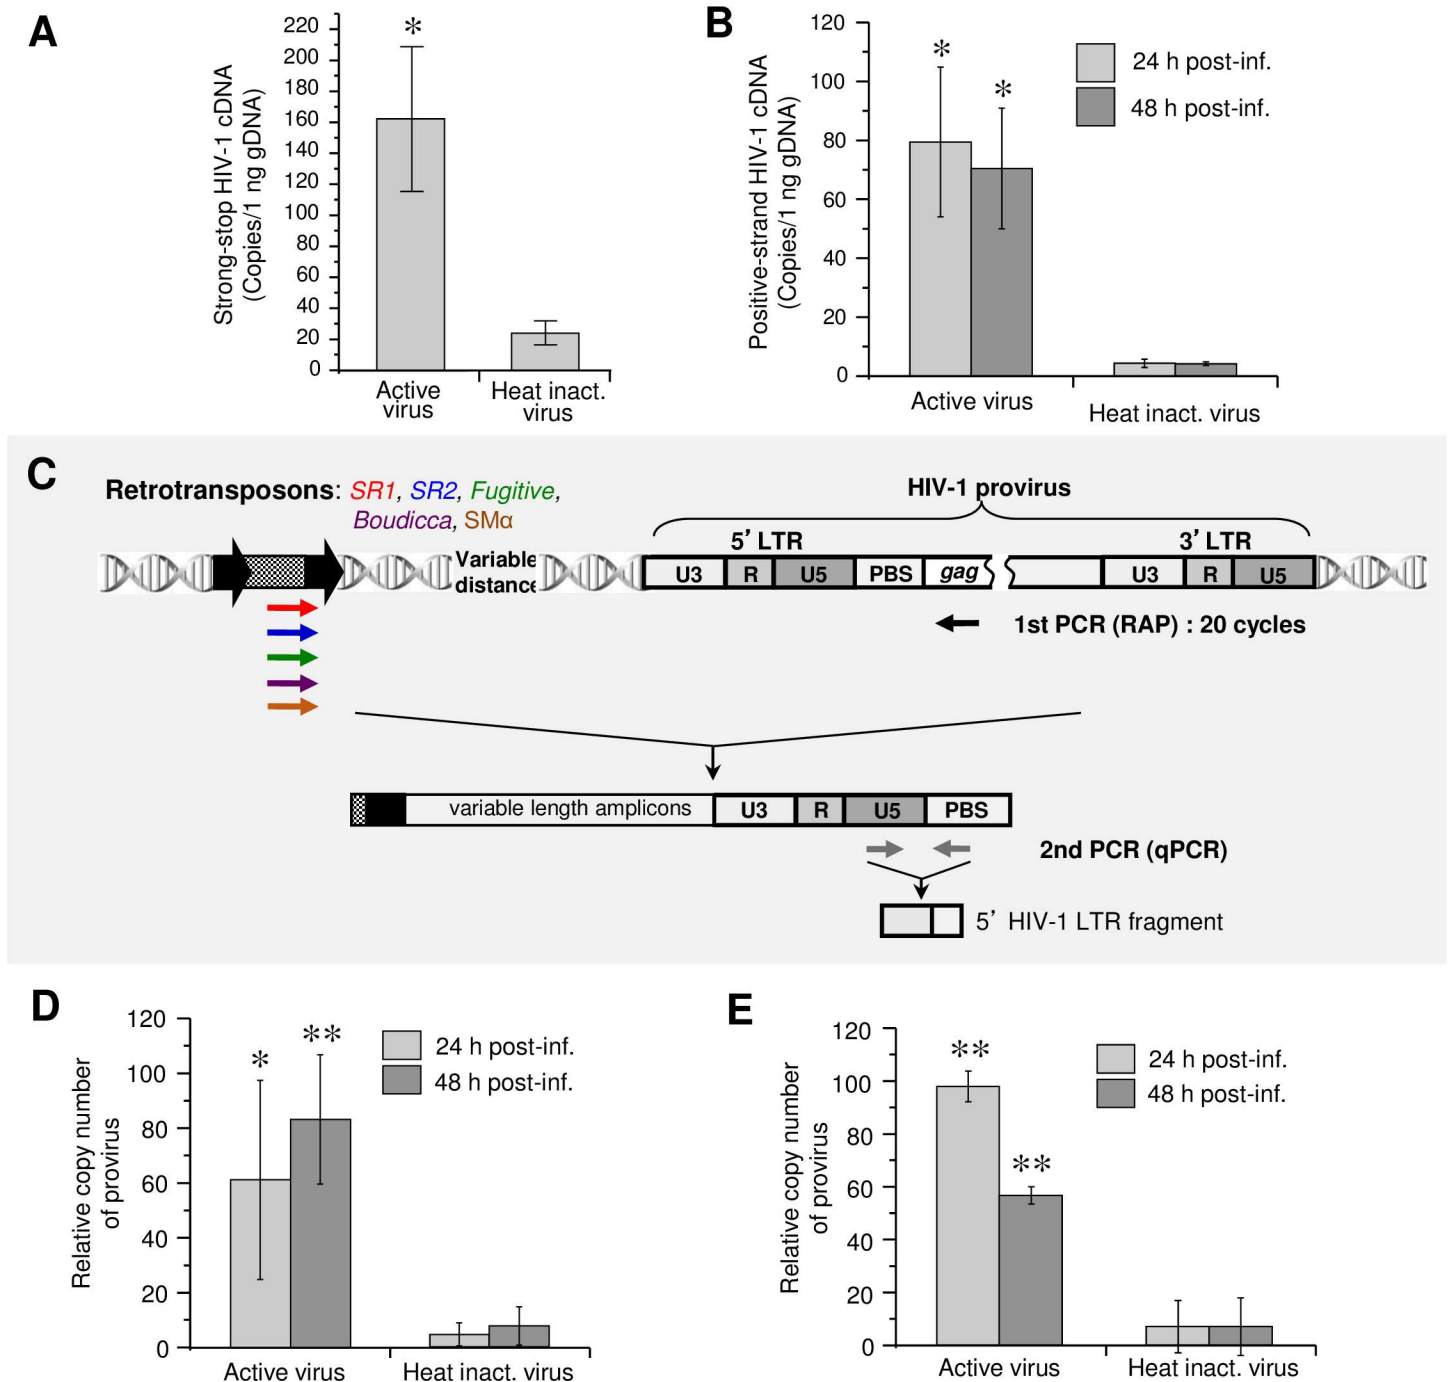 A
Strong-stop HIV-1 cDNA
(Copies/1 ng gDNA)
220
200
180
160
140
120
100
80
60
40
20
0
*
Active
virus
Heat inact.
virus
B
Positive-strand HIV-1 cDNA
(Copies/1 ng gDNA)
120
100
80
60
40
20
0
*
*
24 h post-inf.
48 h post-inf.
Active virus
Heat inact. virus
C
Retrotransposons: SR1, SR2, Fugitive,
Boudicca, SMα
HIV-1 provirus
5’ LTR
3’ LTR
Variable
distance
U3 R U5 PBS gag U3 R U5
1st PCR (RAP) : 20 cycles
variable length amplicons U3 R U5 PBS
2nd PCR (qPCR)
5’ HIV-1 LTR fragment
D
Relative copy number
of provirus
120
100
80
60
40
20
0
*
**
24 h post-inf.
48 h post-inf.
Active virus
Heat inact. virus
E
Relative copy number
of provirus
120
100
80
60
40
20
0
**
**
24 h post-inf.
48 h post-inf.
Active virus
Heat inact. virus